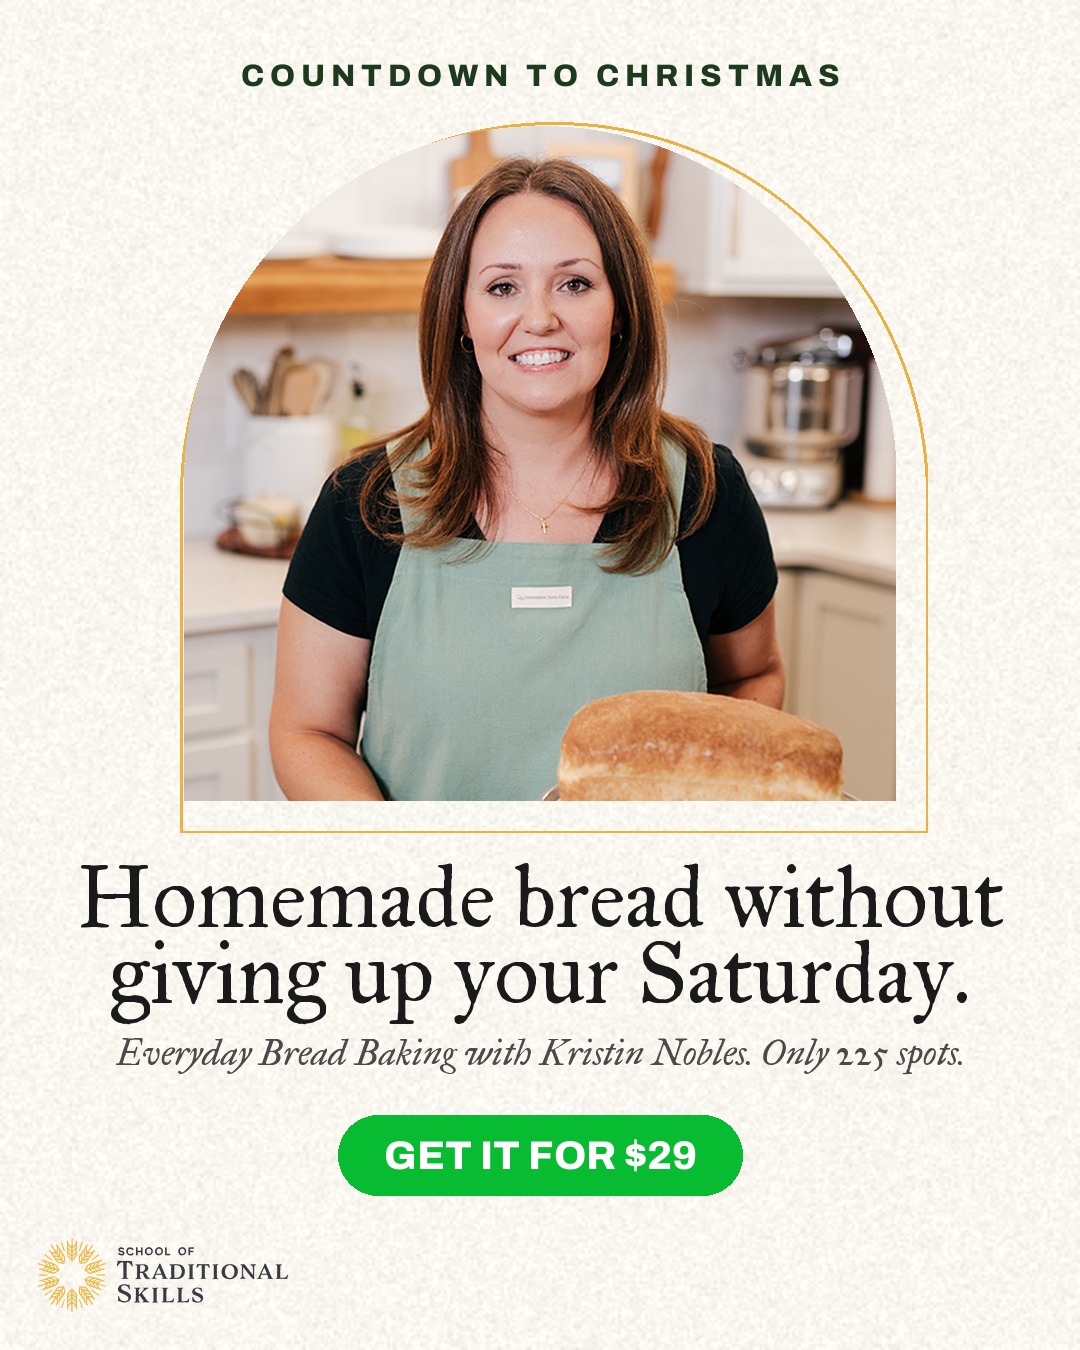 COUNTDOWN TO CHRISTMAS
Homemade bread without
giving up your Saturday.
Everyday Bread Baking with Kristin Nobles. Only 225 spots.
GET IT FOR $29
SCHOOL OF
TRADITIONAL
SKILLS